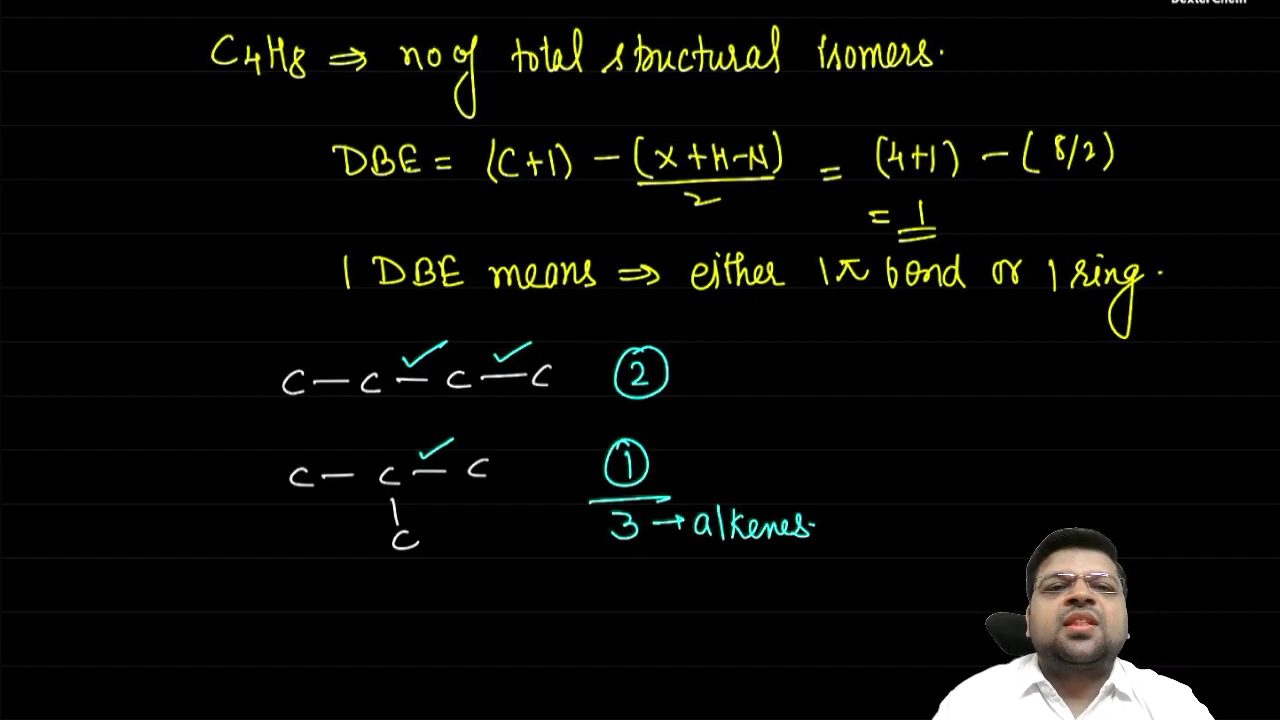 DexterChem
C4H8 ⇒ no of total structural isomers.
DBE = (C+1) - (X+H-N)/2 = (4+1) - (8/2)
= 1
1 DBE means ⇒ either 1π bond or 1 ring.
C - C - C - C ②
C - C - C ①
C
3 → alkenes.